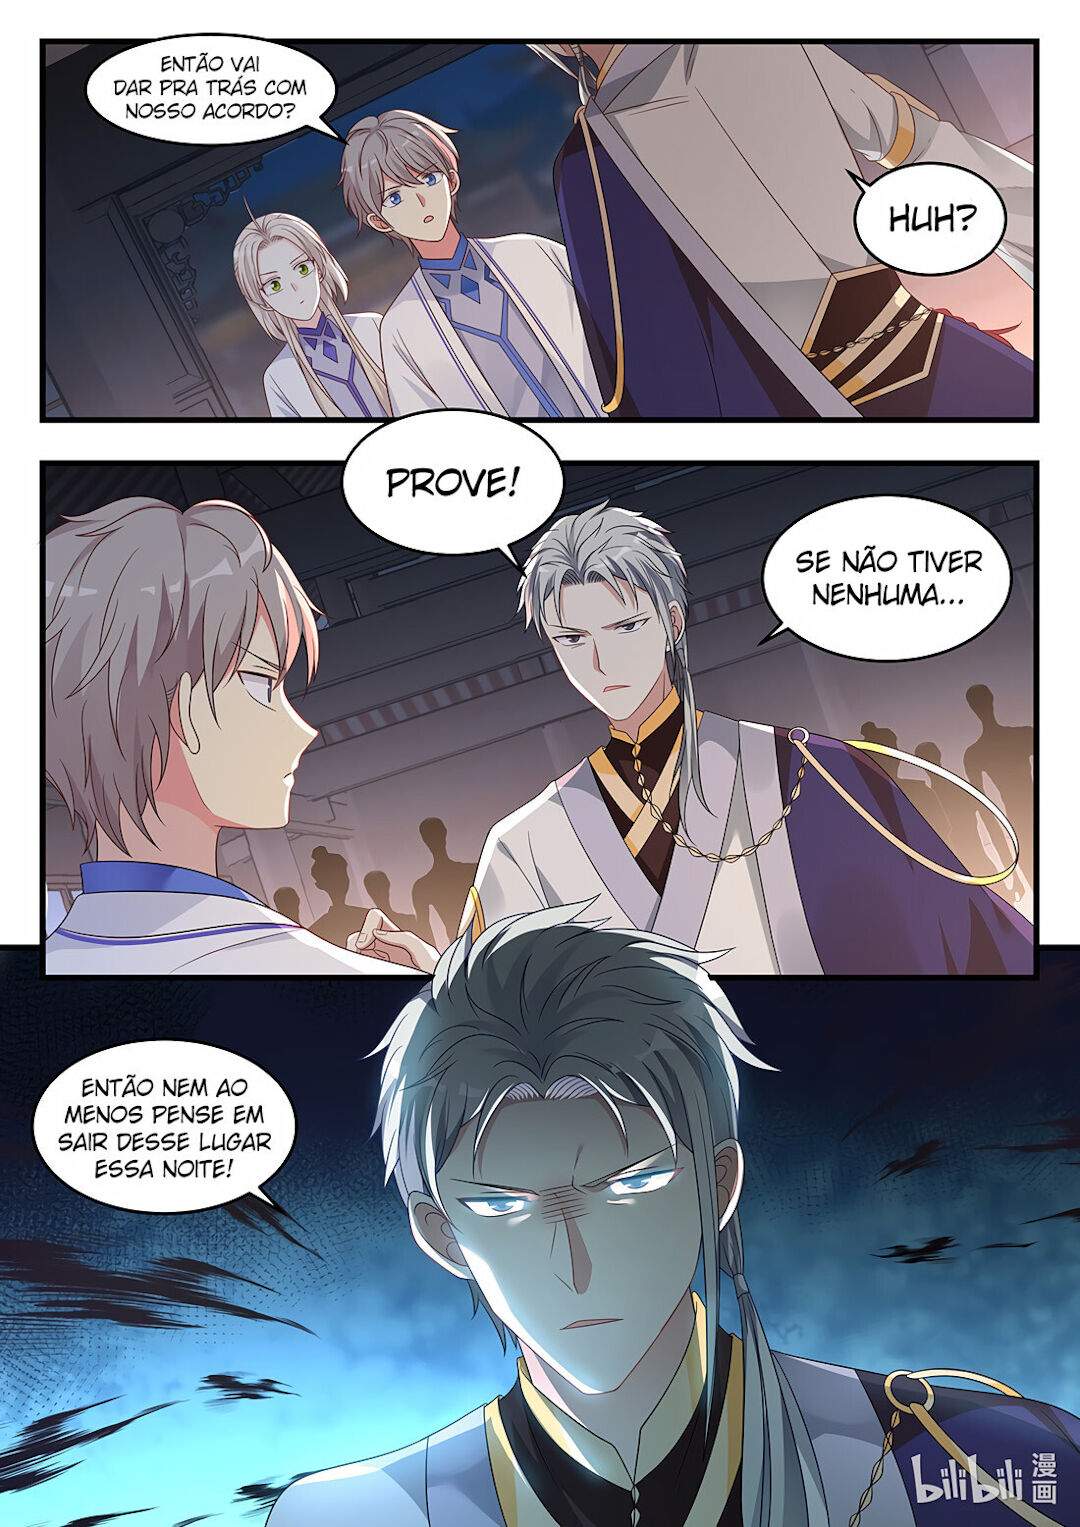 ENTÃO VAI
DAR PRA TRÁS COM
NOSSO ACORDO?
HUH?
PROVE!
SE NÃO TIVER
NENHUMA...
ENTÃO NEM AO
MENOS PENSE EM
SAIR DESSE LUGAR
ESSA NOITE!
bilibili 漫画